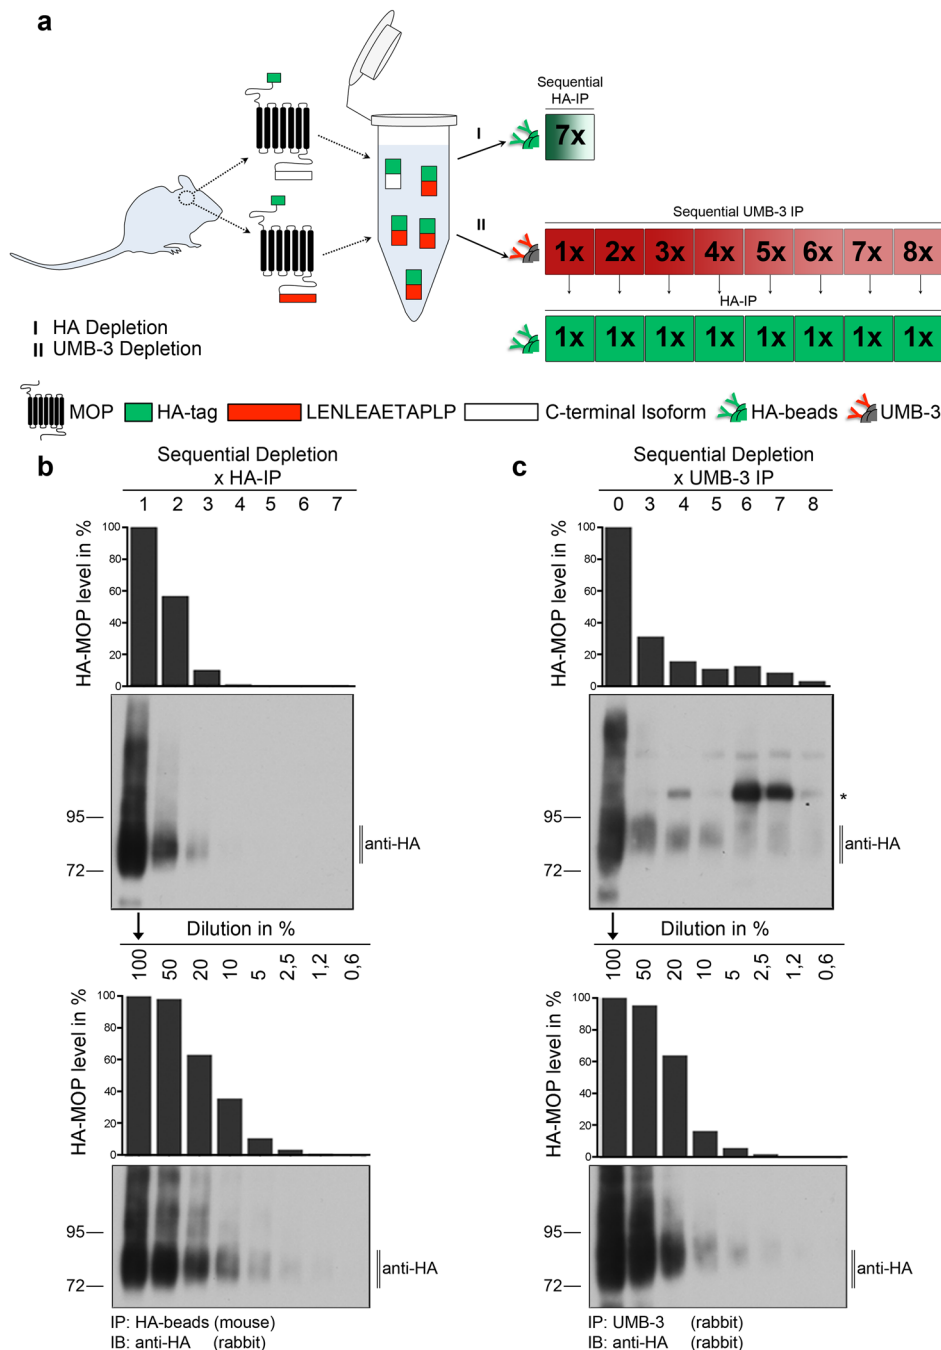 a
Sequential
HA-IP
7x
I
II
Sequential UMB-3 IP
1x 2x 3x 4x 5x 6x 7x 8x
HA-IP
1x 1x 1x 1x 1x 1x 1x 1x
I HA Depletion
II UMB-3 Depletion
MOP HA-tag LENLEAETAPLP C-terminal Isoform HA-beads UMB-3
b
Sequential Depletion
x HA-IP
1 2 3 4 5 6 7
HA-MOP level in %
100
80
60
40
20
0
95
72
anti-HA
Dilution in %
100 50 20 10 5 2,5 1,2 0,6
HA-MOP level in %
100
80
60
40
20
0
95
72
anti-HA
IP: HA-beads (mouse)
IB: anti-HA (rabbit)
c
Sequential Depletion
x UMB-3 IP
0 3 4 5 6 7 8
HA-MOP level in %
100
80
60
40
20
0
*
95
72
anti-HA
Dilution in %
100 50 20 10 5 2,5 1,2 0,6
HA-MOP level in %
100
80
60
40
20
0
95
72
anti-HA
IP: UMB-3 (rabbit)
IB: anti-HA (rabbit)